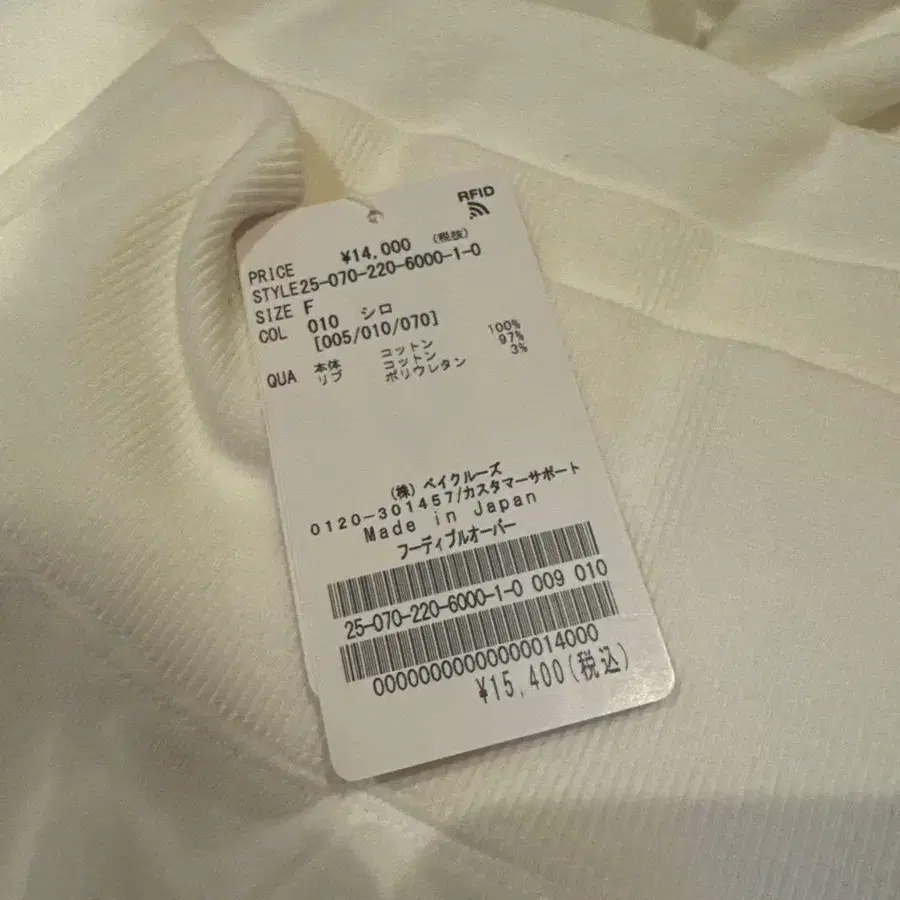 RFID
PRICE ¥14,000 (税抜)
STYLE25-070-220-6000-1-0
SIZE F
COL 010 シロ
[005/010/070]
QUA 本体 コットン 100%
リブ コットン 97%
ポリウレタン 3%
(株) ベイクルーズ
0120-301457/カスタマーサポート
Made in Japan
フーディプルオーバー
25-070-220-6000-1-0 009 010
00000000000000014000
¥15,400(税込)